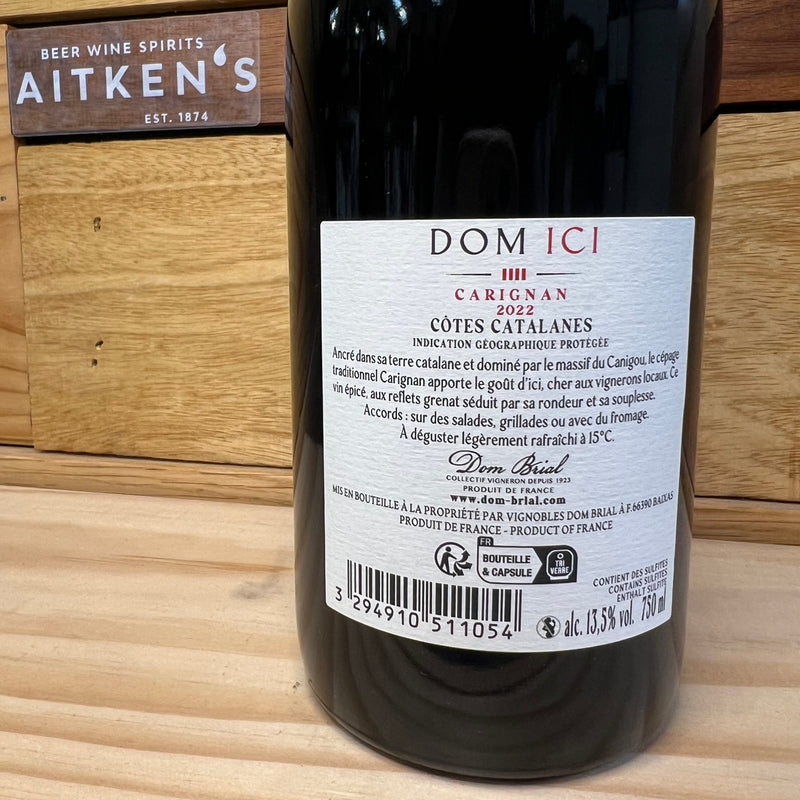 BEER WINE SPIRITS
AITKEN'S
EST. 1874
DOM ICI
CARIGNAN
2022
CÔTES CATALANES
INDICATION GÉOGRAPHIQUE PROTÉGÉE
Ancré dans sa terre catalane et dominé par le massif du Canigou, le cépage
traditionnel Carignan apporte le goût d'ici, cher aux vignerons locaux. Ce
vin épicé, aux reflets grenat séduit par sa rondeur et sa souplesse.
Accords : sur des salades, grillades ou avec du fromage.
À déguster légèrement rafraîchi à 15°C.
Dom Brial
COLLECTIF VIGNERON DEPUIS 1923
PRODUIT DE FRANCE
www.dom-brial.com
MIS EN BOUTEILLE À LA PROPRIÉTÉ PAR VIGNOBLES DOM BRIAL À F.66390 BAIXAS
PRODUIT DE FRANCE - PRODUCT OF FRANCE
FR
BOUTEILLE
& CAPSULE
TRI
VERRE
CONTIENT DES SULFITES
CONTAINS SULFITES
ENTHALT SULFITE
3 294910 511054
alc. 13,5% vol. 750 ml